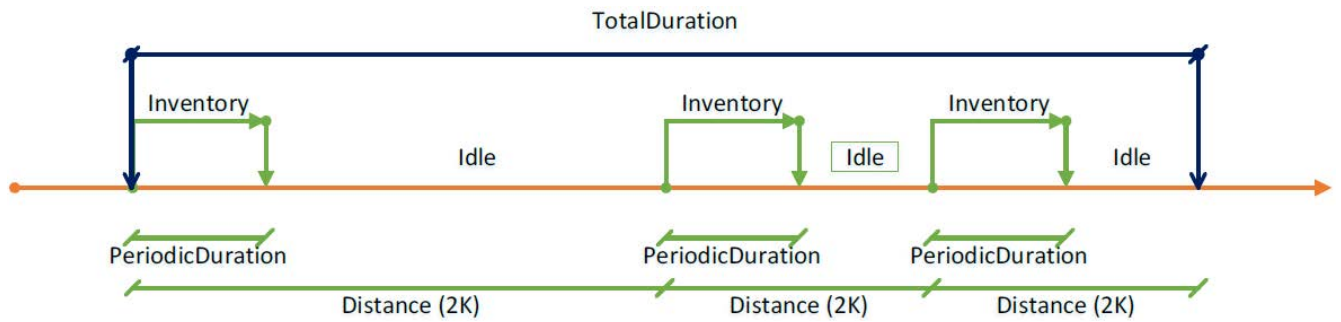 TotalDuration
Inventory Inventory Inventory
Idle Idle Idle
PeriodicDuration PeriodicDuration PeriodicDuration
Distance (2K) Distance (2K) Distance (2K)